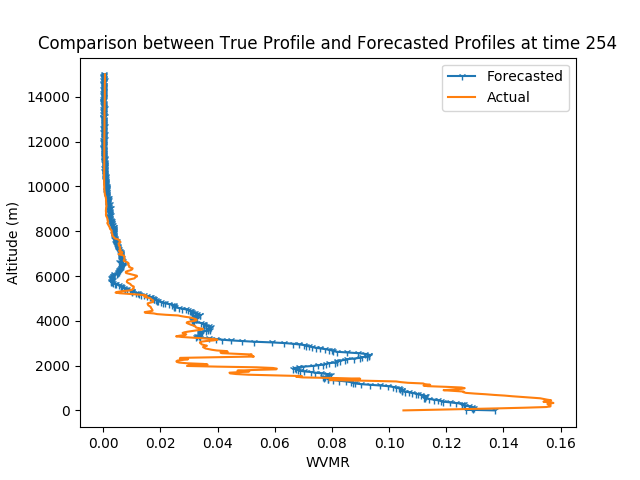 Comparison between True Profile and Forecasted Profiles at time 254
Forecasted
Actual
14000
12000
10000
8000
6000
4000
2000
0
Altitude (m)
0.00 0.02 0.04 0.06 0.08 0.10 0.12 0.14 0.16
WVMR